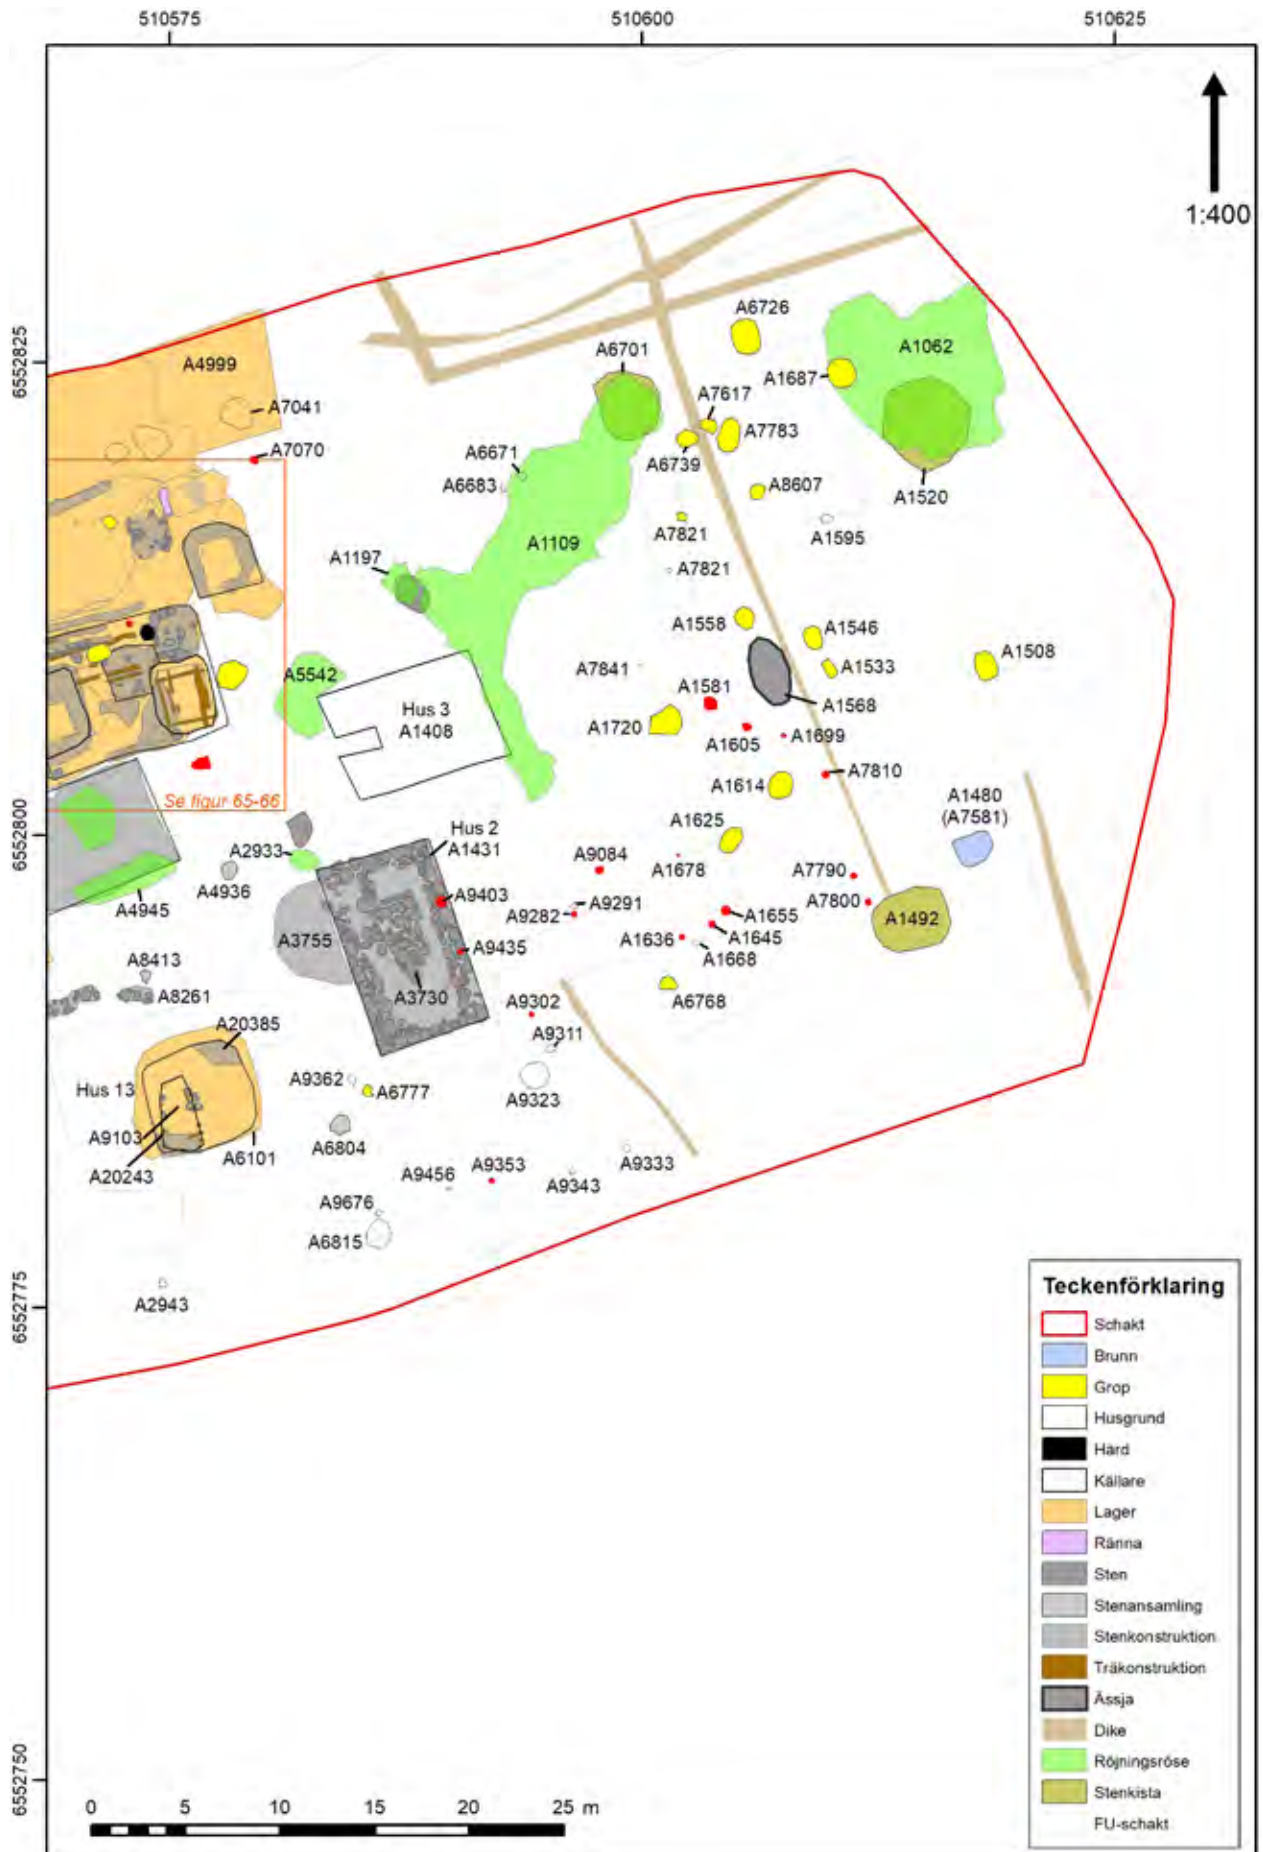 510575 510600 510625
1:400
6552825
6552800
6552775
6552750
A6726
A4999
A6701
A1062
A1687
A7041
A7617
A7783
A7070
A6671
A6739
A6683
A8607
A1520
A7821
A1595
A1109
A1197
A7821
A1558
A1546
A7841
A1533
A1508
A5542
A1581
A1568
Hus 3
A1408
A1720
A1605
A1699
A7810
A1614
Se figur 65-66
A1480
(A7581)
A1625
Hus 2
A1431
A2933
A9084
A1678
A4936
A7790
A9403
A9291
A7800
A4945
A9282
A1655
A1492
A3755
A1645
A9435
A1636
A1668
A8413
A3730
A6768
A8261
A9302
A20385
A9311
Hus 13
A9362
A6777
A9323
A9103
A6804
A20243
A6101
A9456
A9353
A9343
A9333
A9676
A6815
A2943
Teckenförklaring
Schakt
Brunn
Grop
Husgrund
Härd
Källare
Lager
Ränna
Sten
Stenansamling
Stenkonstruktion
Träkonstruktion
Ässja
Dike
Röjningsröse
Stenkista
FU-schakt
0 5 10 15 20 25 m